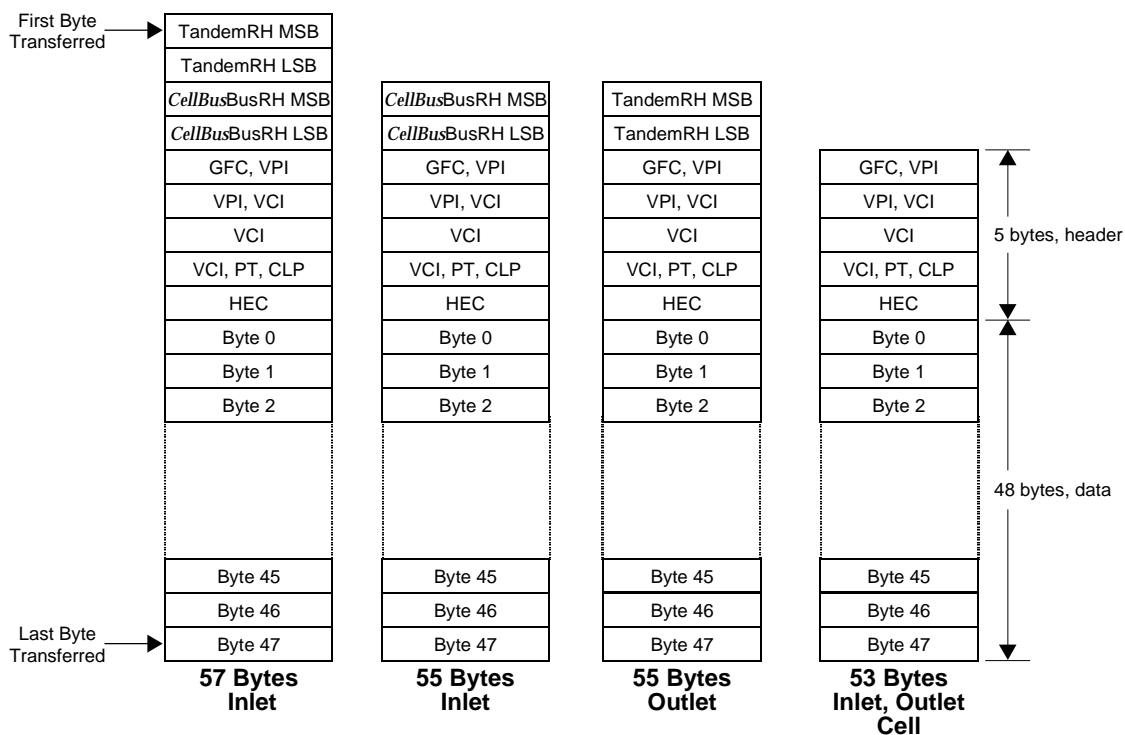 First Byte
Transferred
TandemRH MSB
TandemRH LSB
CellBusBusRH MSB
CellBusBusRH LSB
GFC, VPI
VPI, VCI
VCI
VCI, PT, CLP
HEC
Byte 0
Byte 1
Byte 2
Byte 45
Byte 46
Byte 47
Last Byte
Transferred
57 Bytes
Inlet
CellBusBusRH MSB
CellBusBusRH LSB
GFC, VPI
VPI, VCI
VCI
VCI, PT, CLP
HEC
Byte 0
Byte 1
Byte 2
Byte 45
Byte 46
Byte 47
55 Bytes
Inlet
TandemRH MSB
TandemRH LSB
GFC, VPI
VPI, VCI
VCI
VCI, PT, CLP
HEC
Byte 0
Byte 1
Byte 2
Byte 45
Byte 46
Byte 47
55 Bytes
Outlet
GFC, VPI
VPI, VCI
VCI
VCI, PT, CLP
HEC
Byte 0
Byte 1
Byte 2
Byte 45
Byte 46
Byte 47
53 Bytes
Inlet, Outlet
Cell
5 bytes, header
48 bytes, data